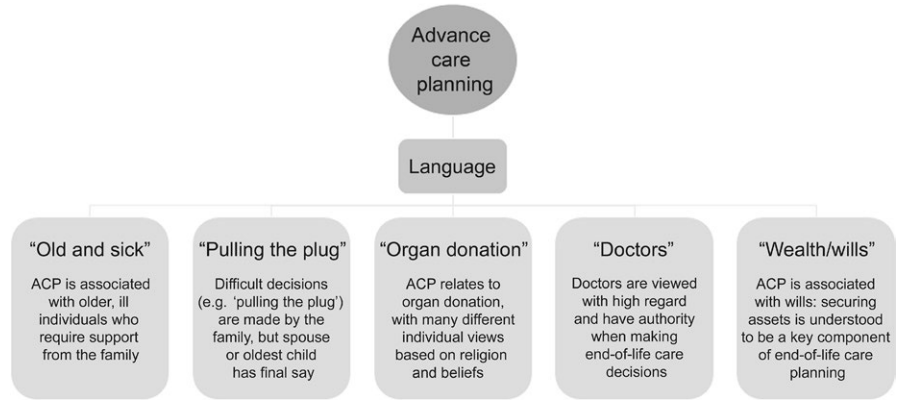 Advance
care
planning
Language
“Old and sick”
ACP is associated
with older, ill
individuals who
require support
from the family
“Pulling the plug”
Difficult decisions
(e.g. ‘pulling the plug’)
are made by the
family, but spouse
or oldest child
has final say
“Organ donation”
ACP relates to
organ donation,
with many different
individual views
based on religion
and beliefs
“Doctors”
Doctors are viewed
with high regard
and have authority
when making
end-of-life care
decisions
“Wealth/wills”
ACP is associated
with wills: securing
assets is understood
to be a key component
of end-of-life care
planning